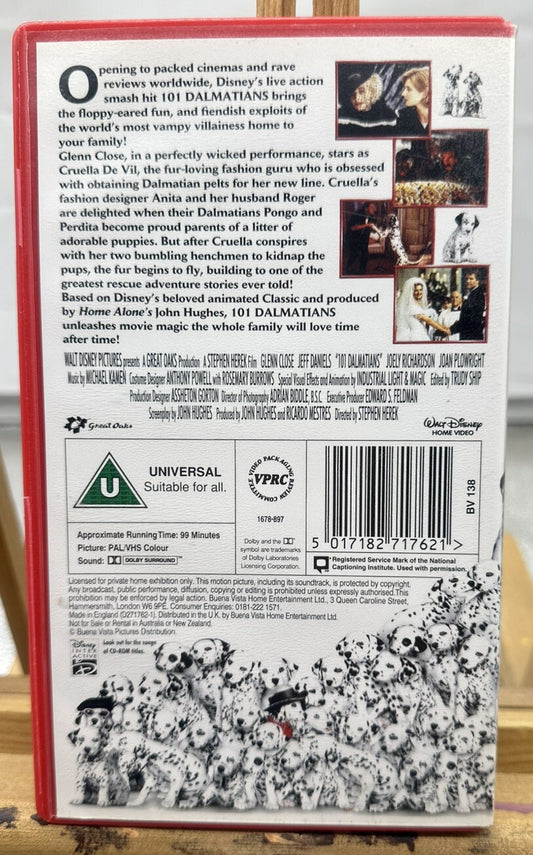 Opening to packed cinemas and rave
reviews worldwide, Disney's live action
smash hit 101 DALMATIANS brings
the floppy-eared fun, and fiendish exploits of
the world's most vampy villainess home to
your family!
Glenn Close, in a perfectly wicked performance, stars as
Cruella De Vil, the fur-loving fashion guru who is obsessed
with obtaining Dalmatian pelts for her new line. Cruella's
fashion designer Anita and her husband Roger
are delighted when their Dalmatians Pongo and
Perdita become proud parents of a litter of
adorable puppies. But after Cruella conspires
with her two bumbling henchmen to kidnap the
pups, the fur begins to fly, building to one of the
greatest rescue adventure stories ever told!
Based on Disney's beloved animated Classic and produced
by Home Alone's John Hughes, 101 DALMATIANS
unleashes movie magic the whole family will love time
after time!
WALT DISNEY PICTURES presents A GREAT OAKS Production A STEPHEN HEREK Film GLENN CLOSE JEFF DANIELS "101 DALMATIANS" JOELY RICHARDSON JOAN PLOWRIGHT
Music by MICHAEL KAMEN Costume Designer ANTHONY POWELL with ROSEMARY BURROWS Special Visual Effects and Animation by INDUSTRIAL LIGHT & MAGIC Edited by TRUDY SHIP
Production Designer ASSHETON GORTON Director of Photography ADRIAN BIDDLE, B.S.C. Executive Producer EDWARD S. FELDMAN
Screenplay by JOHN HUGHES Produced by JOHN HUGHES and RICARDO MESTRES Directed by STEPHEN HEREK
Great Oaks
WALT DISNEY
HOME VIDEO
U
UNIVERSAL
Suitable for all.
VIDEO PACKAGING REVIEW COMMITTEE
VPRC
1678-897
BV 138
5 017182 717621 >
Approximate Running Time: 99 Minutes
Picture: PAL/VHS Colour
Sound: DOLBY SURROUND
Dolby and the
symbol are trademarks
of Dolby Laboratories
Licensing Corporation.
Registered Service Mark of the National
Captioning Institute. Used with permission.
Licensed for private home exhibition only. This motion picture, including its soundtrack, is protected by copyright.
Any broadcast, public performance, diffusion, copying or editing is prohibited unless expressly authorised. This
prohibition may be enforced by legal action. Buena Vista Home Entertainment Ltd., 3 Queen Caroline Street,
Hammersmith, London W6 9PE. Consumer Enquiries: 0181-222 1571.
Made in England (D271762-1). Distributed in the U.K. by Buena Vista Home Entertainment Ltd.
Not for Sale or Rental in Australia or New Zealand.
© Buena Vista Pictures Distribution.
Disney
INTER
ACTIVE
Look out for the range
of CD-ROM titles.